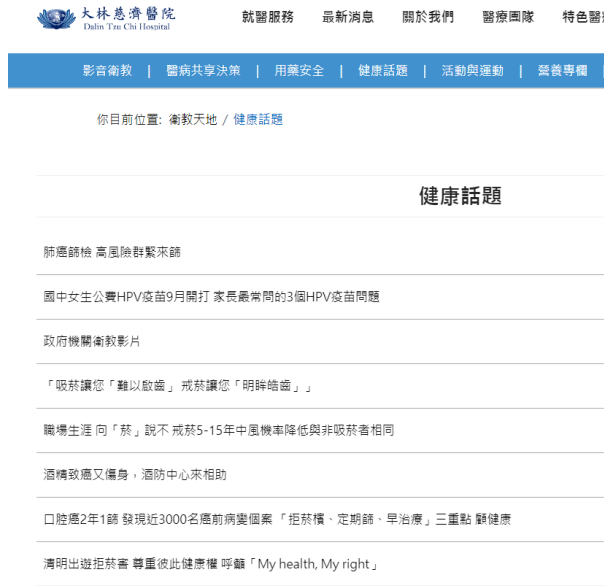 大林慈濟醫院
Dalin Tzu Chi Hospital
就醫服務 最新消息 關於我們 醫療團隊 特色醫
影音衛教 | 醫病共享決策 | 用藥安全 | 健康話題 | 活動與運動 | 營養專欄
你目前位置: 衛教天地 / 健康話題
健康話題
肺癌篩檢 高風險群緊來篩
國中女生公費HPV疫苗9月開打 家長最常問的3個HPV疫苗問題
政府機關衛教影片
「吸菸讓您「難以啟齒」 戒菸讓您「明眸皓齒」」
職場生涯 向「菸」說不 戒菸5-15年中風機率降低與非吸菸者相同
酒精致癌又傷身，酒防中心來相助
口腔癌2年1篩 發現近3000名癌前病變個案 「拒菸檳、定期篩、早治療」三重點 顧健康
清明出遊拒菸害 尊重彼此健康權 呼籲「My health, My right」